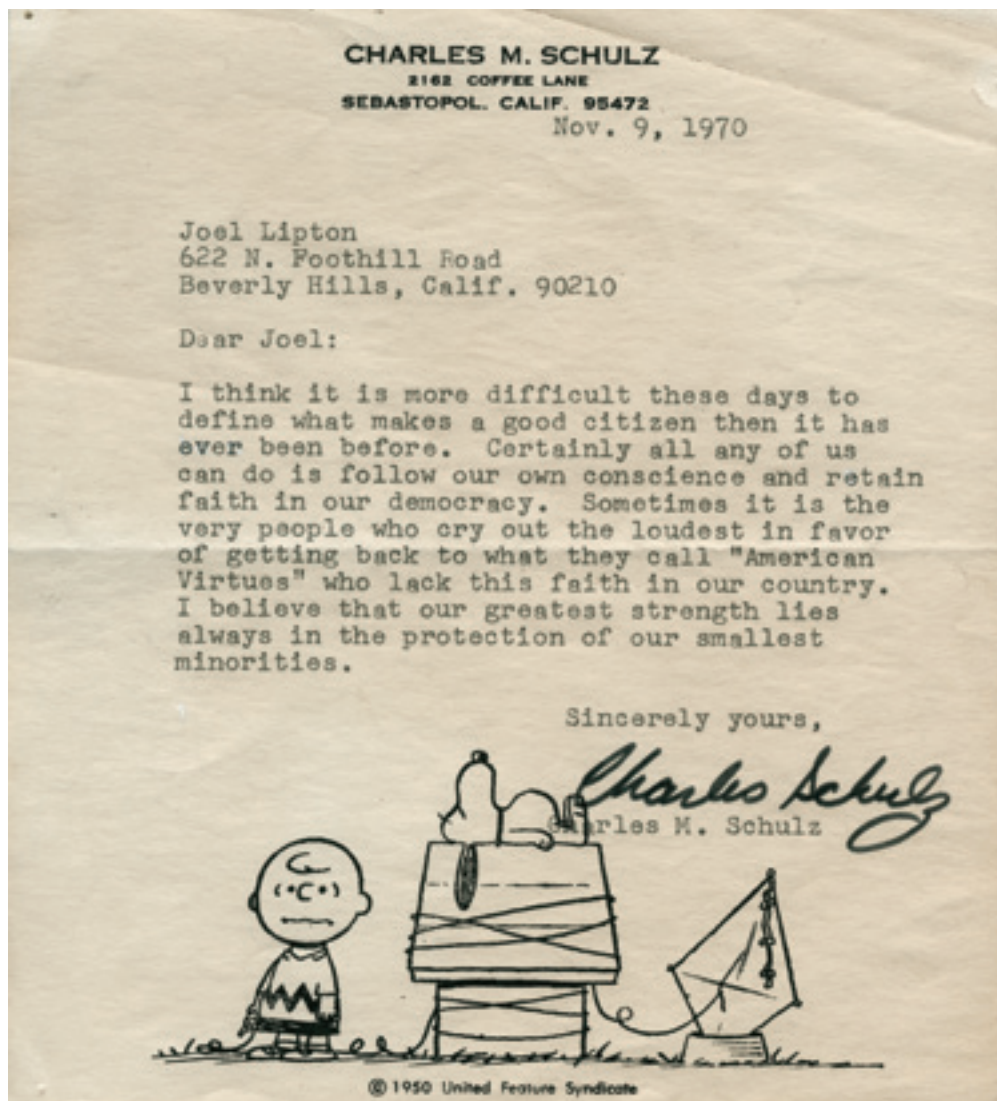 CHARLES M. SCHULZ
2162 COFFEE LANE
SEBASTOPOL, CALIF. 95472
Nov. 9, 1970
Joel Lipton
622 N. Foothill Road
Beverly Hills, Calif. 90210
Dear Joel:
I think it is more difficult these days to
define what makes a good citizen then it has
ever been before.  Certainly all any of us
can do is follow our own conscience and retain
faith in our democracy.  Sometimes it is the
very people who cry out the loudest in favor
of getting back to what they call "American
Virtues" who lack this faith in our country.
I believe that our greatest strength lies
always in the protection of our smallest
minorities.
Sincerely yours,
Charles Schulz
Charles M. Schulz
© 1950 United Feature Syndicate